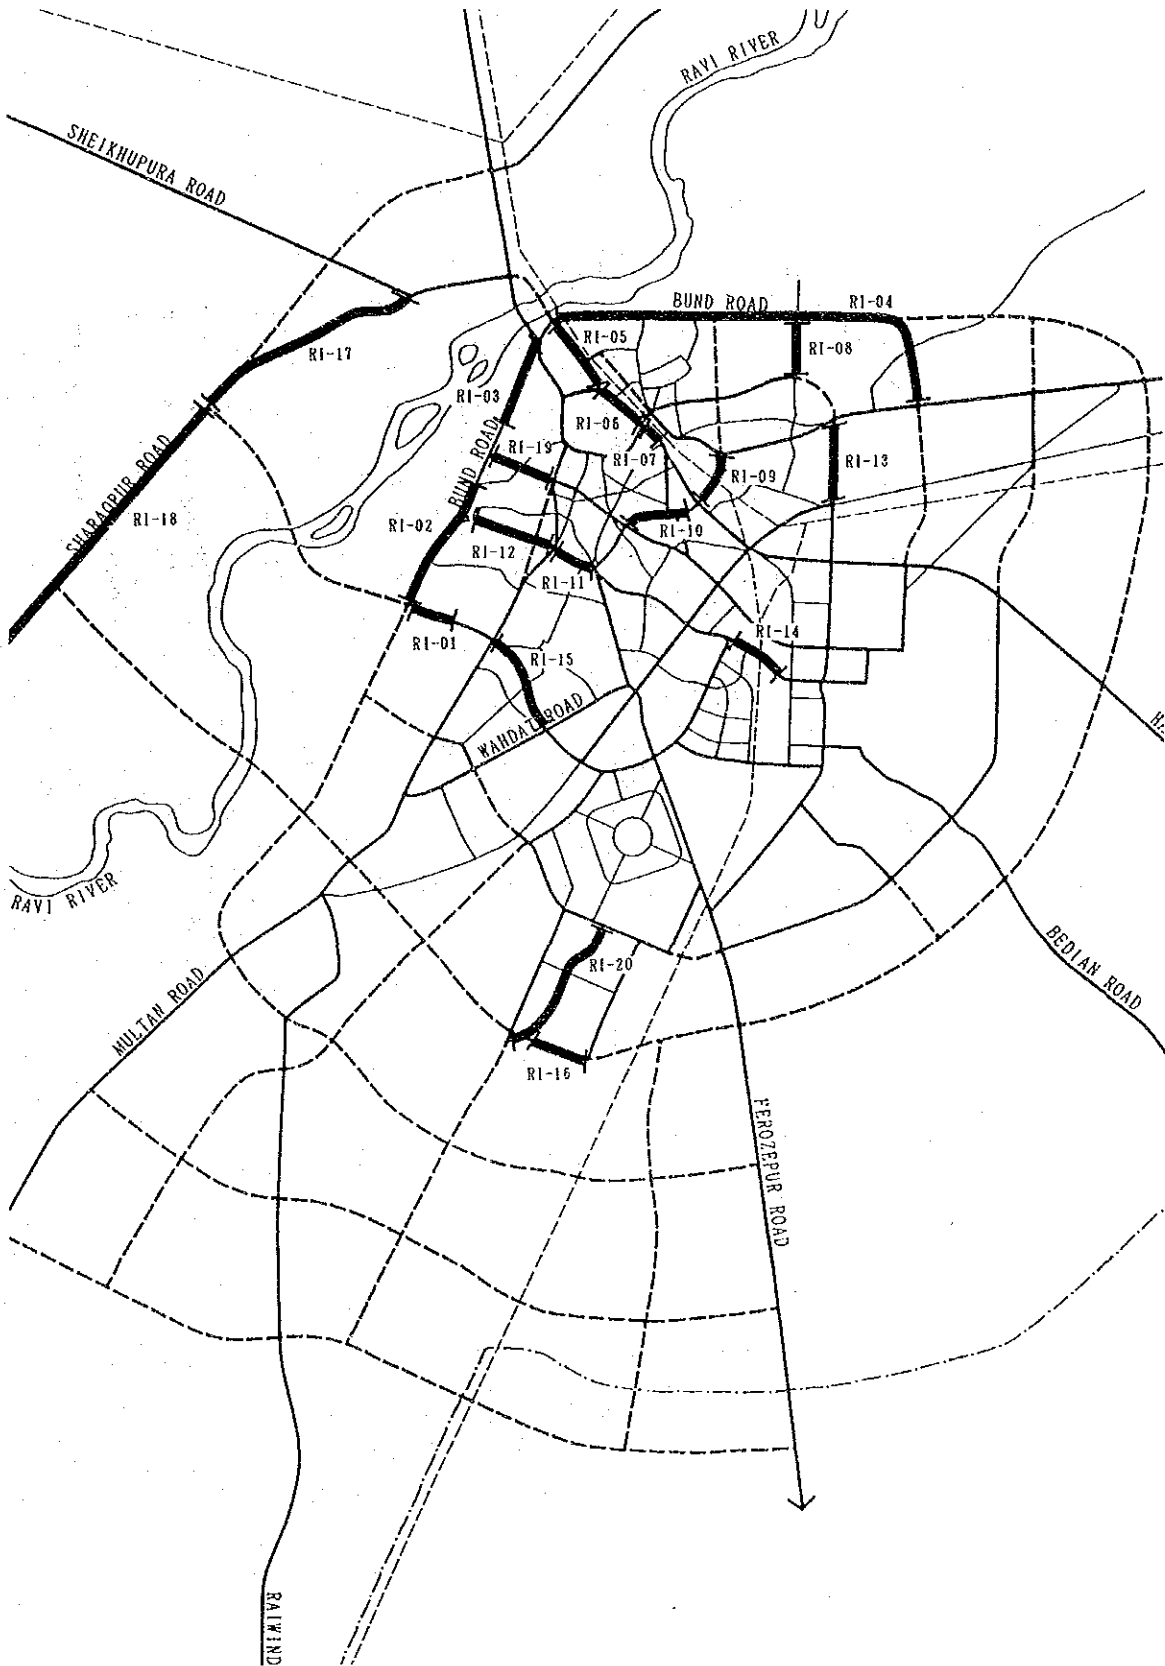 RAVI RIVER
SHEIKHUPURA ROAD
BUND ROAD
RI-04
RI-05
RI-08
RI-17
RI-03
RI-06
RI-07
RI-19
RI-09
RI-13
BUND ROAD
SHARAQPUR ROAD
RI-18
RI-02
RI-10
RI-12
RI-11
RI-01
RI-14
RI-15
WAHDAT ROAD
HA
RAVI RIVER
BEDIAN ROAD
RI-20
MULTAN ROAD
RI-16
FEROZEPUR ROAD
RAIWIND